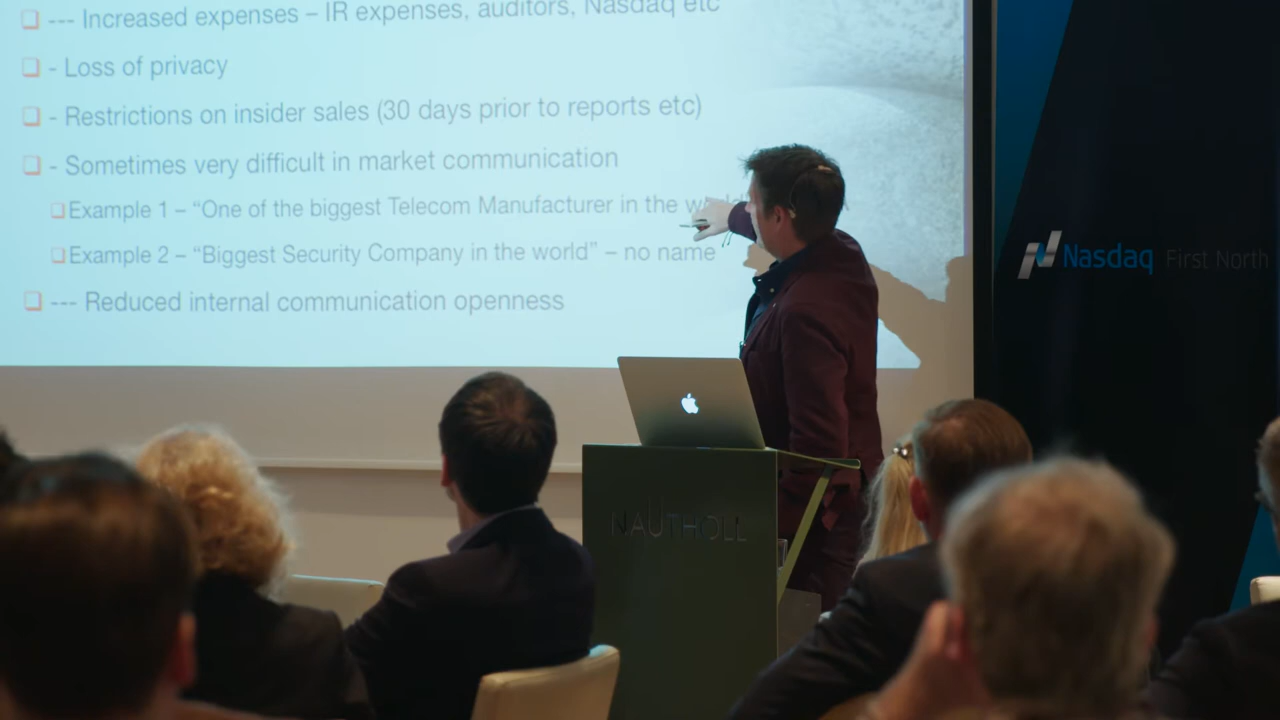 --- Increased expenses – IR expenses, auditors, Nasdaq etc
- Loss of privacy
- Restrictions on insider sales (30 days prior to reports etc)
- Sometimes very difficult in market communication
Example 1 – “One of the biggest Telecom Manufacturer in the
Example 2 – “Biggest Security Company in the world” – no name
--- Reduced internal communication openness
Nasdaq First North
NAUTHOLL